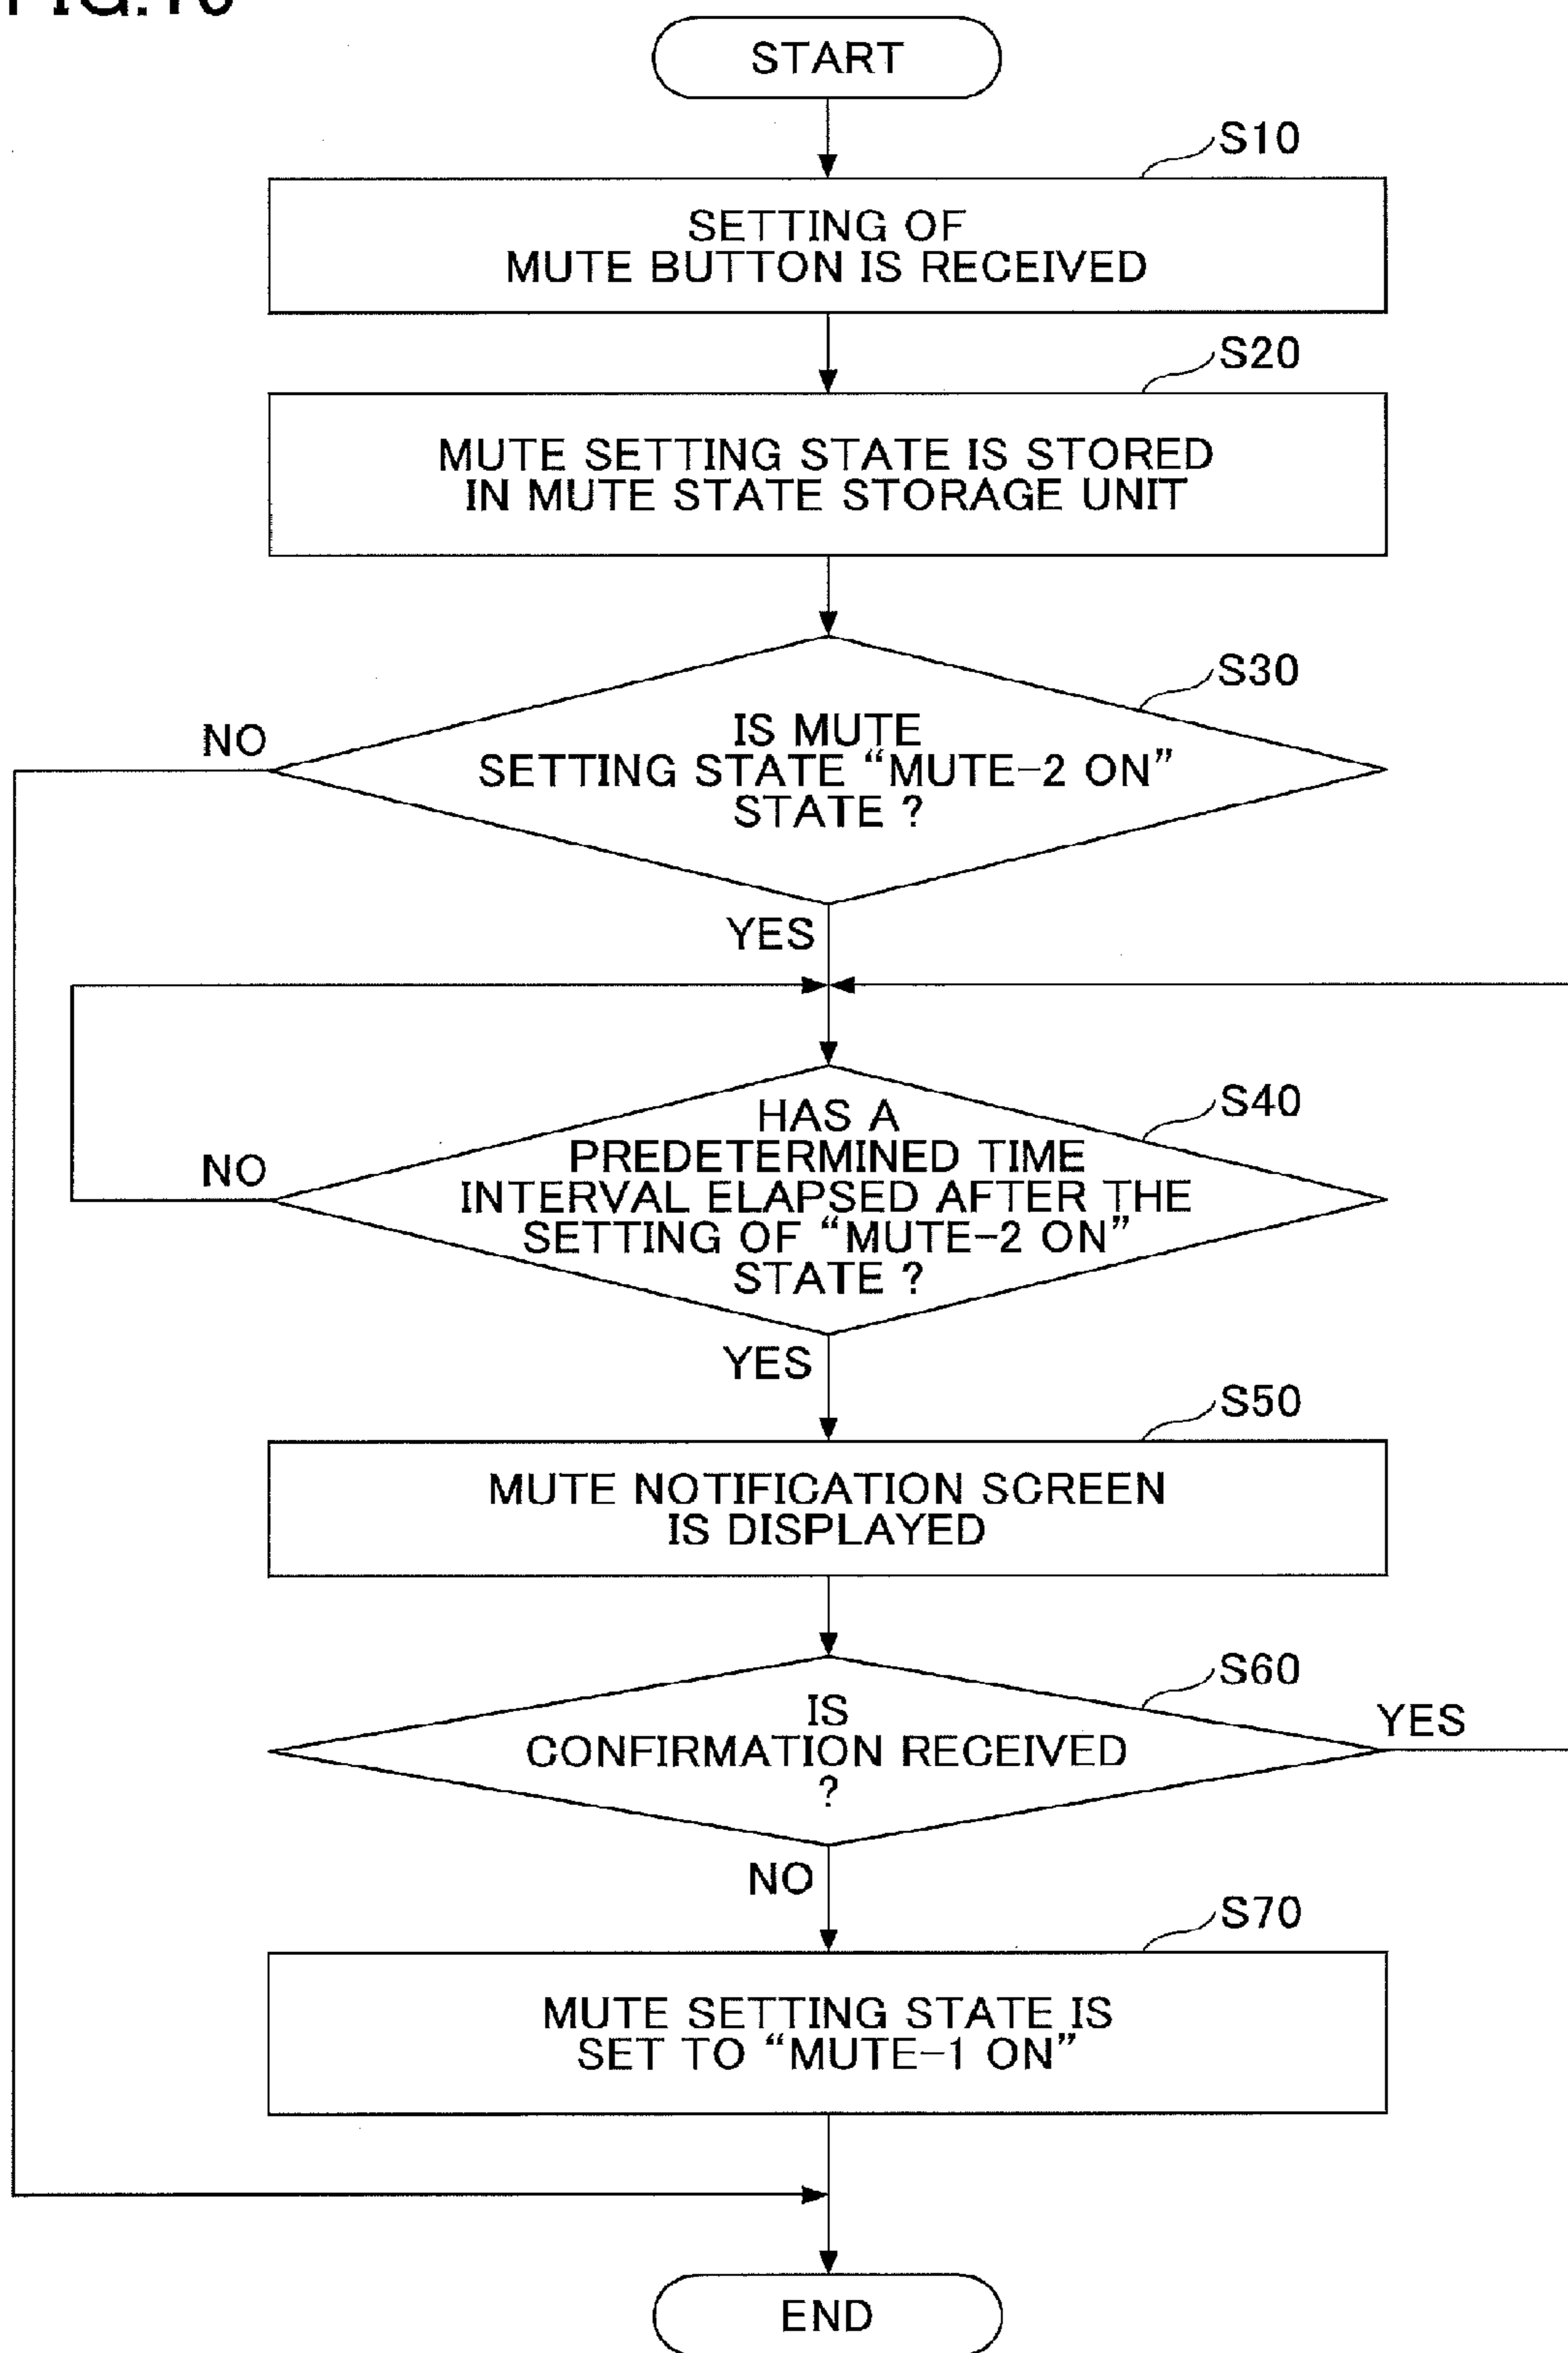 START
S10
SETTING OF
MUTE BUTTON IS RECEIVED
S20
MUTE SETTING STATE IS STORED
IN MUTE STATE STORAGE UNIT
S30
NO
IS MUTE
SETTING STATE “MUTE-2 ON”
STATE ?
YES
S40
NO
HAS A
PREDETERMINED TIME
INTERVAL ELAPSED AFTER THE
SETTING OF “MUTE-2 ON”
STATE ?
YES
S50
MUTE NOTIFICATION SCREEN
IS DISPLAYED
S60
YES
IS
CONFIRMATION RECEIVED
?
NO
S70
MUTE SETTING STATE IS
SET TO “MUTE-1 ON”
END